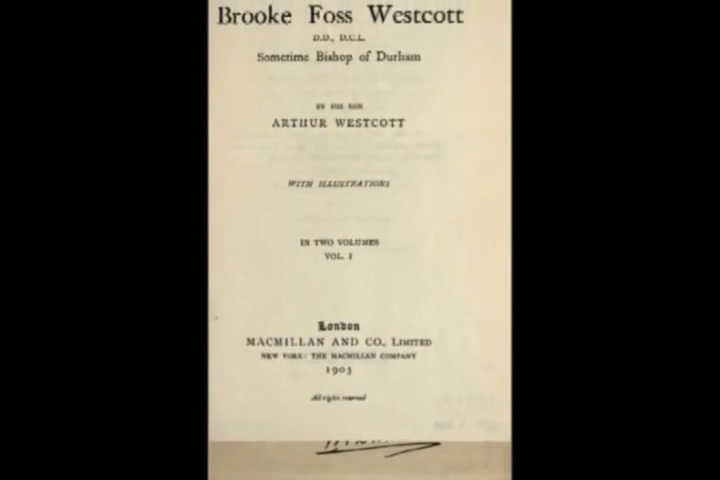 Brooke Foss Westcott
D.D., D.C.L.
Sometime Bishop of Durham
BY HIS SON
ARTHUR WESTCOTT
WITH ILLUSTRATIONS
IN TWO VOLUMES
VOL. I
London
MACMILLAN AND CO., LIMITED
NEW YORK: THE MACMILLAN COMPANY
1903
All rights reserved